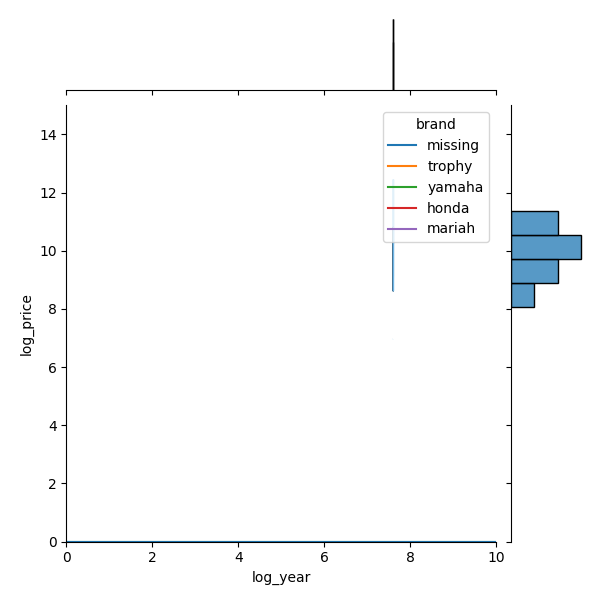 brand
missing
trophy
yamaha
honda
mariah
14
12
10
8
6
4
2
0
log_price
0 2 4 6 8 10
log_year